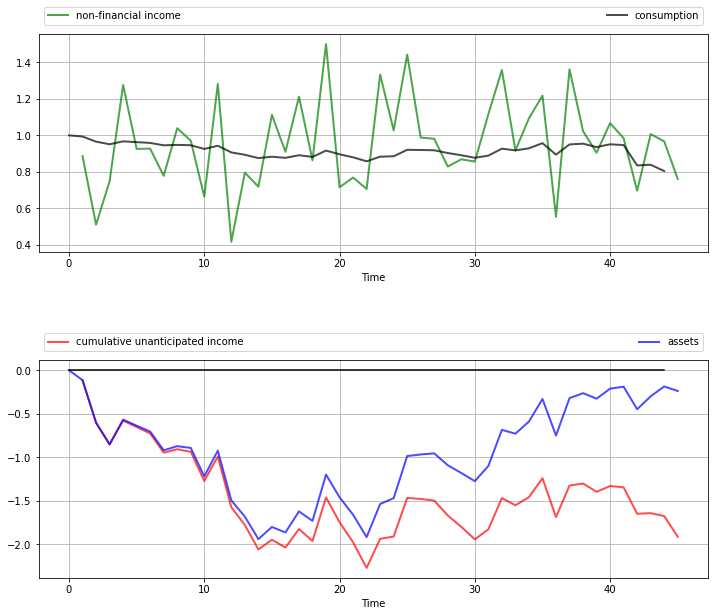 non-financial income consumption
1.4
1.2
1.0
0.8
0.6
0.4
0 10 20 30 40
Time
cumulative unanticipated income assets
0.0
−0.5
−1.0
−1.5
−2.0
0 10 20 30 40
Time